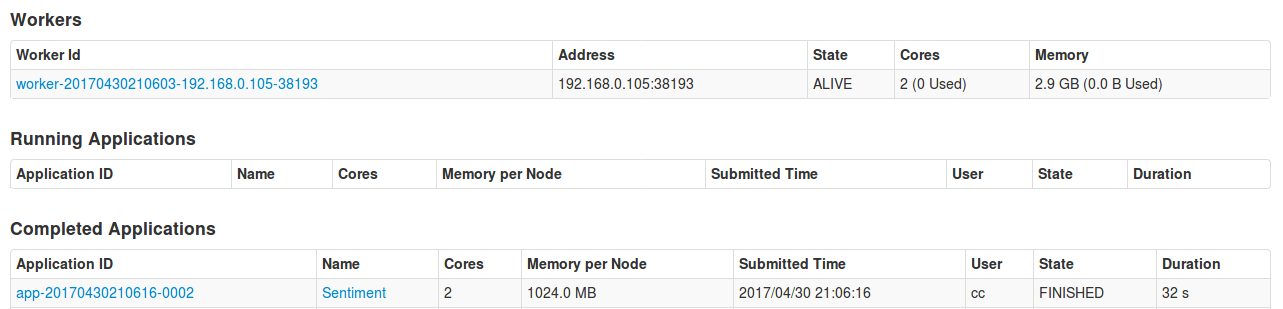 Workers
Worker Id Address State Cores Memory
worker-20170430210603-192.168.0.105-38193 192.168.0.105:38193 ALIVE 2 (0 Used) 2.9 GB (0.0 B Used)
Running Applications
Application ID Name Cores Memory per Node Submitted Time User State Duration
Completed Applications
Application ID Name Cores Memory per Node Submitted Time User State Duration
app-20170430210616-0002 Sentiment 2 1024.0 MB 2017/04/30 21:06:16 cc FINISHED 32 s